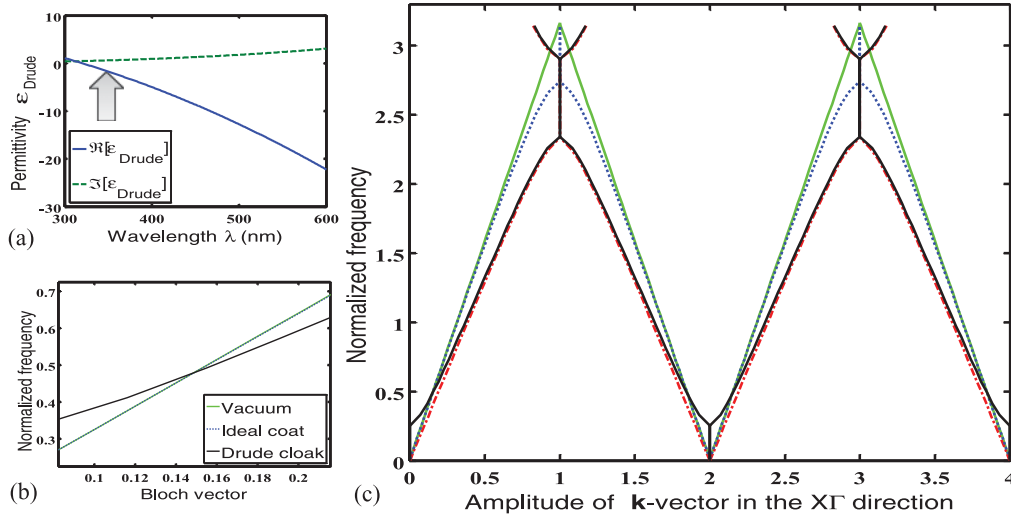 10
0
-10
-20
-30
Permittivity ε_Drude
ℜ[ε_Drude]
ℑ[ε_Drude]
300
400
500
600
Wavelength λ (nm)
(a)
0.7
0.6
0.5
0.4
0.3
Normalized frequency
Vacuum
Ideal coat
Drude cloak
0.1
0.12
0.14
0.16
0.18
0.2
Bloch vector
(b)
3
2.5
2
1.5
1
0.5
0
Normalized frequency
0
0.5
1
1.5
2
2.5
3
3.5
4
Amplitude of k-vector in the XΓ direction
(c)